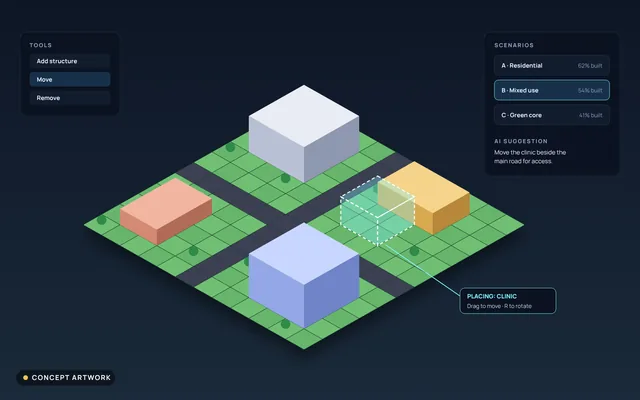 TOOLS
Add structure
Move
Remove
SCENARIOS
A · Residential 62% built
B · Mixed use 54% built
C · Green core 41% built
AI SUGGESTION
Move the clinic beside the
main road for access.
PLACING: CLINIC
Drag to move · R to rotate
CONCEPT ARTWORK